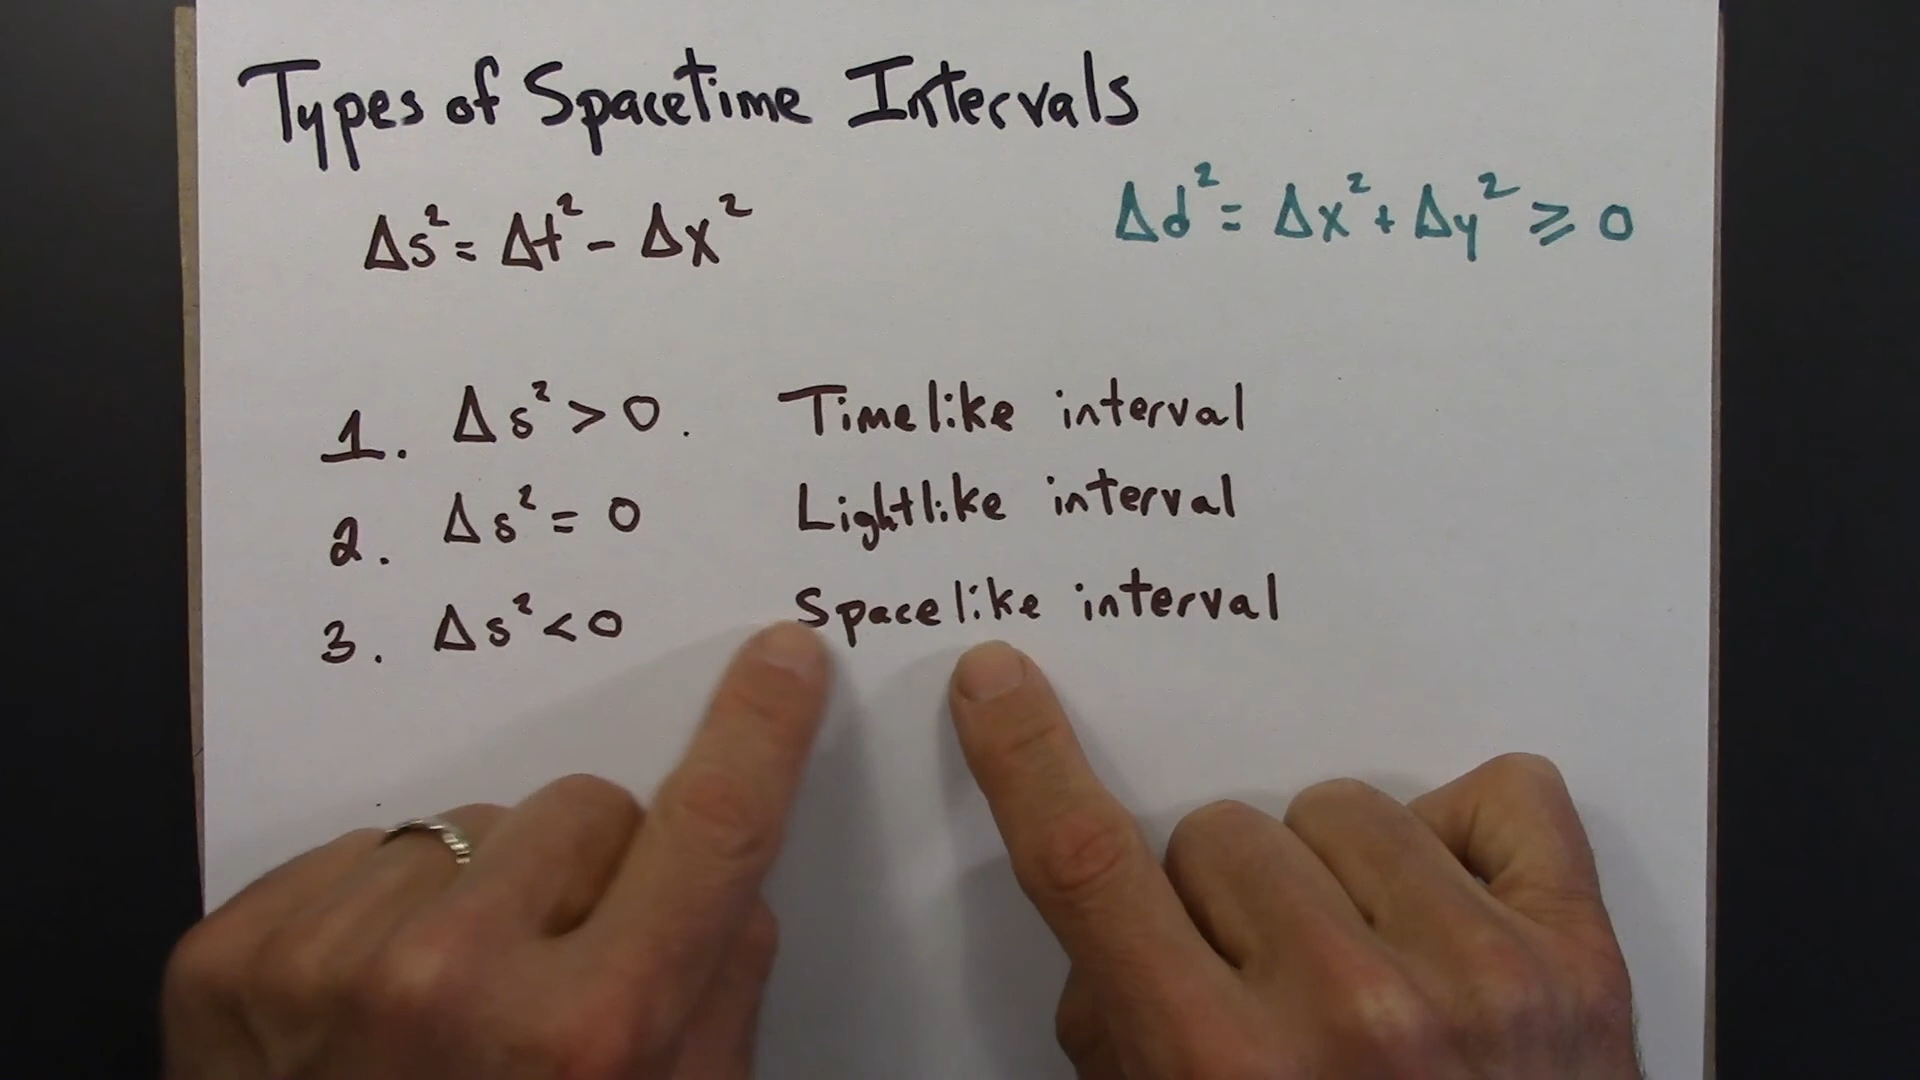 Types of Spacetime Intervals
Δs² = Δt² − Δx²
Δd² = Δx² + Δy² ≥ 0
1. Δs² > 0. Timelike interval
2. Δs² = 0 Lightlike interval
3. Δs² < 0 Spacelike interval